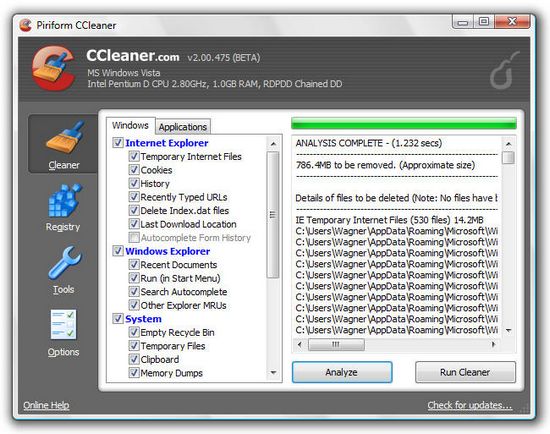 Piriform CCleaner
CCleaner.com v2.00.475 (BETA)
MS Windows Vista
Intel Pentium D CPU 2.80GHz, 1.0GB RAM, RDPDD Chained DD
Cleaner
Registry
Tools
Options
Windows Applications
Internet Explorer
Temporary Internet Files
Cookies
History
Recently Typed URLs
Delete Index.dat files
Last Download Location
Autocomplete Form History
Windows Explorer
Recent Documents
Run (in Start Menu)
Search Autocomplete
Other Explorer MRUs
System
Empty Recycle Bin
Temporary Files
Clipboard
Memory Dumps
ANALYSIS COMPLETE - (1.232 secs)
786.4MB to be removed. (Approximate size)
Details of files to be deleted (Note: No files have b
IE Temporary Internet Files (530 files) 14.2MB
C:\Users\Wagner\AppData\Roaming\Microsoft\Wi
C:\Users\Wagner\AppData\Roaming\Microsoft\Wi
C:\Users\Wagner\AppData\Roaming\Microsoft\Wi
C:\Users\Wagner\AppData\Roaming\Microsoft\Wi
C:\Users\Wagner\AppData\Roaming\Microsoft\Wi
C:\Users\Wagner\AppData\Roaming\Microsoft\Wi
C:\Users\Wagner\AppData\Roaming\Microsoft\Wi
C:\Users\Wagner\AppData\Roaming\Microsoft\Wi
C:\Users\Wagner\AppData\Roaming\Microsoft\Wi
Analyze
Run Cleaner
Online Help
Check for updates...